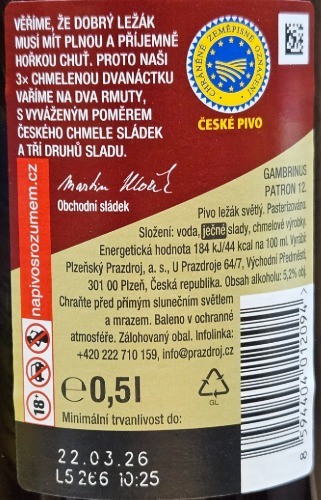 VĚŘÍME, ŽE DOBRÝ LEŽÁK
MUSÍ MÍT PLNOU A PŘÍJEMNĚ
HOŘKOU CHUŤ. PROTO NAŠI
3× CHMELENOU DVANÁCTKU
VAŘÍME NA DVA RMUTY,
S VYVÁŽENÝM POMĚREM
ČESKÉHO CHMELE SLÁDEK
A TŘÍ DRUHŮ SLADU.
Obchodní sládek
CHRÁNĚNÉ ZEMĚPISNÉ OZNAČENÍ
ČESKÉ PIVO
napivosrozumem.cz
18+
GAMBRINUS
PATRON 12.
Pivo ležák světlý. Pasterizováno.
Složení: voda, ječné slady, chmelové výrobky.
Energetická hodnota 184 KJ/44 kcal na 100 ml. Vyrábí
Plzeňský Prazdroj, a. s., U Prazdroje 64/7, Východní Předměstí,
301 00 Plzeň, Česká republika. Obsah alkoholu: 5,2% obj.
Chraňte před přímým slunečním světlem
a mrazem. Baleno v ochranné
atmosféře. Zálohovaný obal. Infolinka:
+420 222 710 159, info@prazdroj.cz
℮ 0,5l
GL
Minimální trvanlivost do:
8 594404 012094
22.03.26
L5 266 10:25